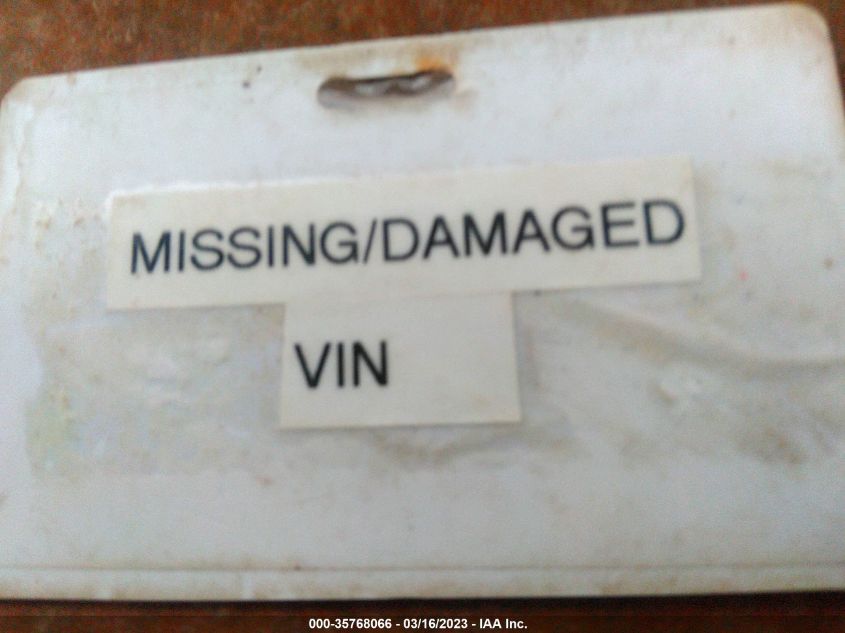 MISSING/DAMAGED
VIN
000-35768066 - 03/16/2023 - IAA Inc.